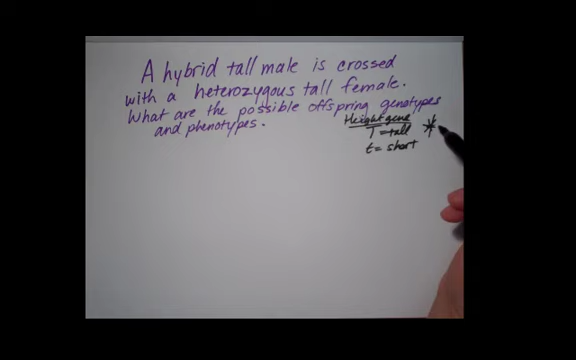 A hybrid tall male is crossed
with a heterozygous tall female.
What are the possible offspring genotypes
and phenotypes.
Height gene
T = tall
t = short